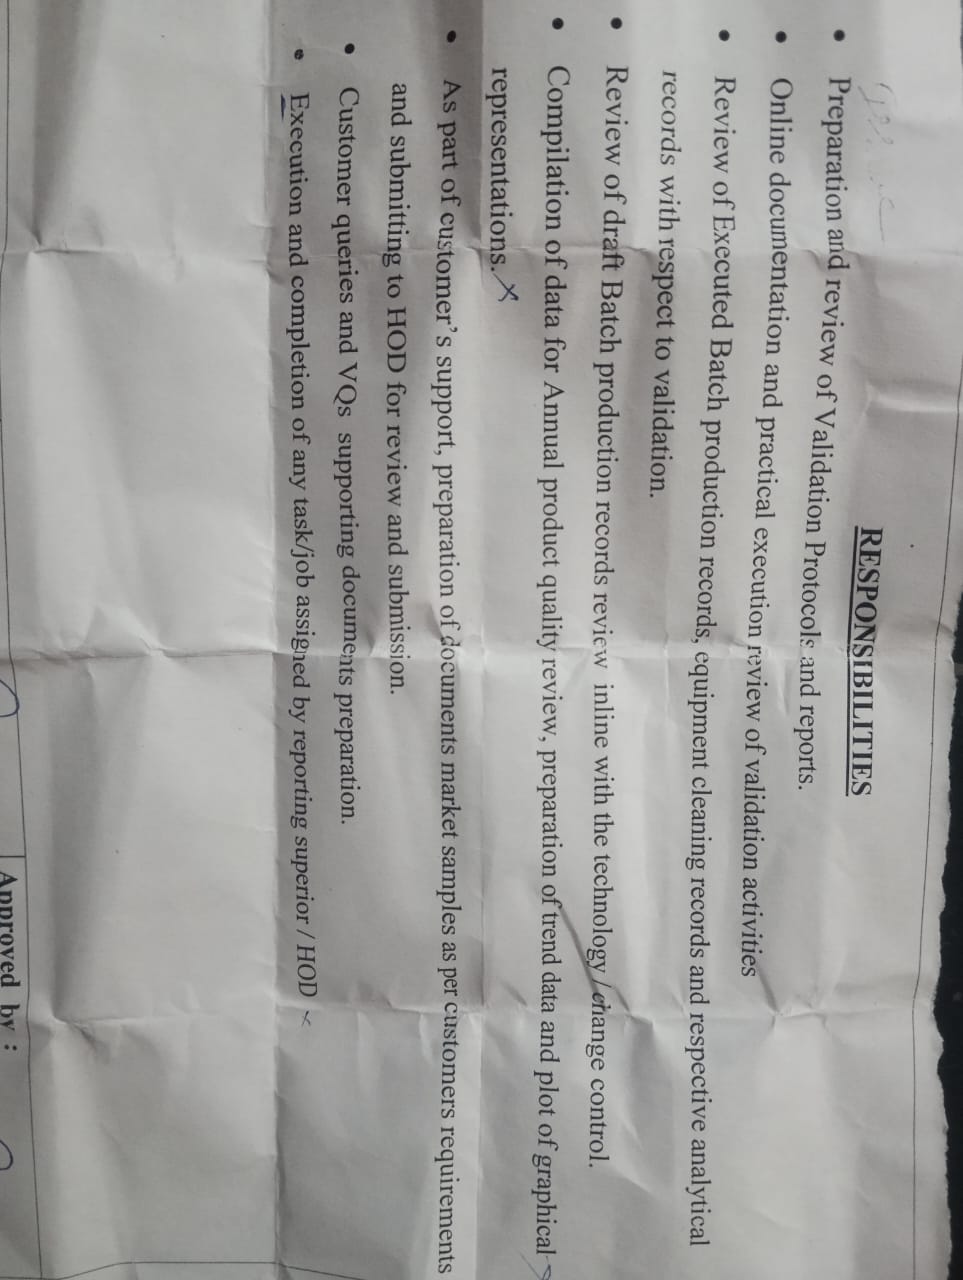 RESPONSIBILITIES
• Preparation and review of Validation Protocols and reports.
• Online documentation and practical execution review of validation activities
• Review of Executed Batch production records, equipment cleaning records and respective analytical
records with respect to validation.
• Review of draft Batch production records review inline with the technology / change control.
• Compilation of data for Annual product quality review, preparation of trend data and plot of graphical
representations.
• As part of customer's support, preparation of documents market samples as per customers requirements
and submitting to HOD for review and submission.
• Customer queries and VQs supporting documents preparation.
• Execution and completion of any task/job assigned by reporting superior / HOD
Approved by :